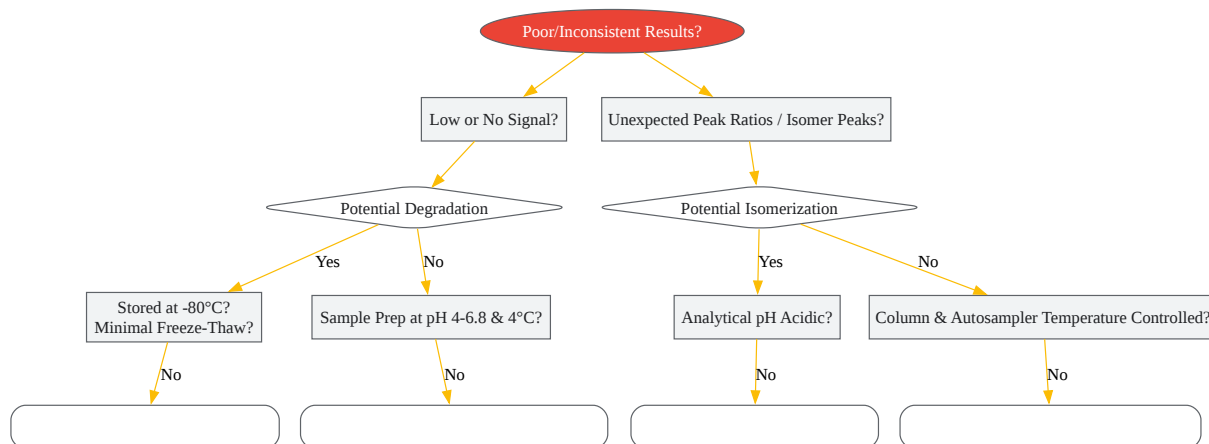 Poor/Inconsistent Results?
Low or No Signal?
Unexpected Peak Ratios / Isomer Peaks?
Potential Degradation
Potential Isomerization
Yes
No
Yes
No
Stored at -80°C?
Minimal Freeze-Thaw?
Sample Prep at pH 4-6.8 & 4°C?
Analytical pH Acidic?
Column & Autosampler Temperature Controlled?
No
No
No
No